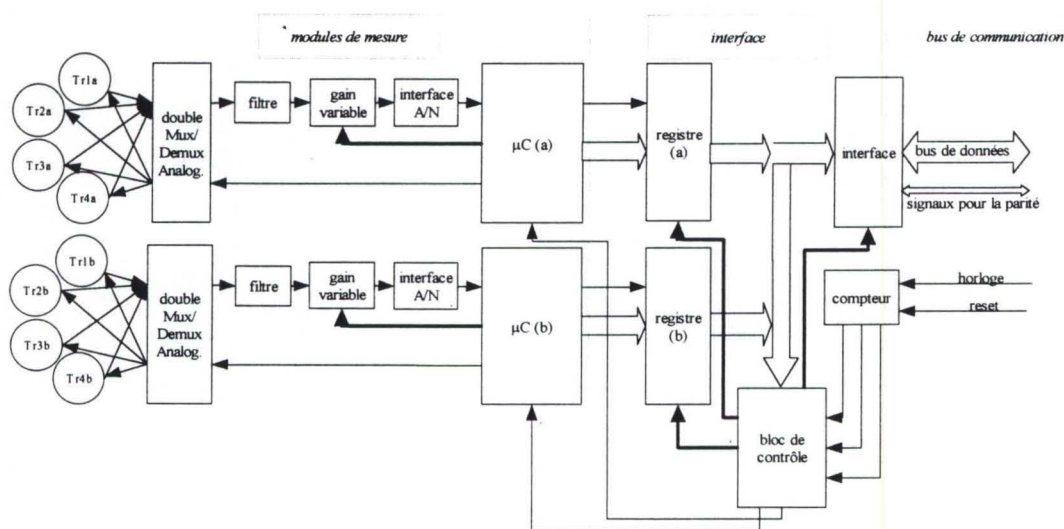 modules de mesure
interface
bus de communication
Tr1a
Tr2a
Tr3a
Tr4a
double
Mux/
Demux
Analog.
filtre
gain
variable
interface
A/N
µC (a)
registre
(a)
interface
bus de données
signaux pour la parité
Tr1b
Tr2b
Tr3b
Tr4b
double
Mux/
Demux
Analog.
filtre
gain
variable
interface
A/N
µC (b)
registre
(b)
compteur
horloge
reset
bloc de
contrôle